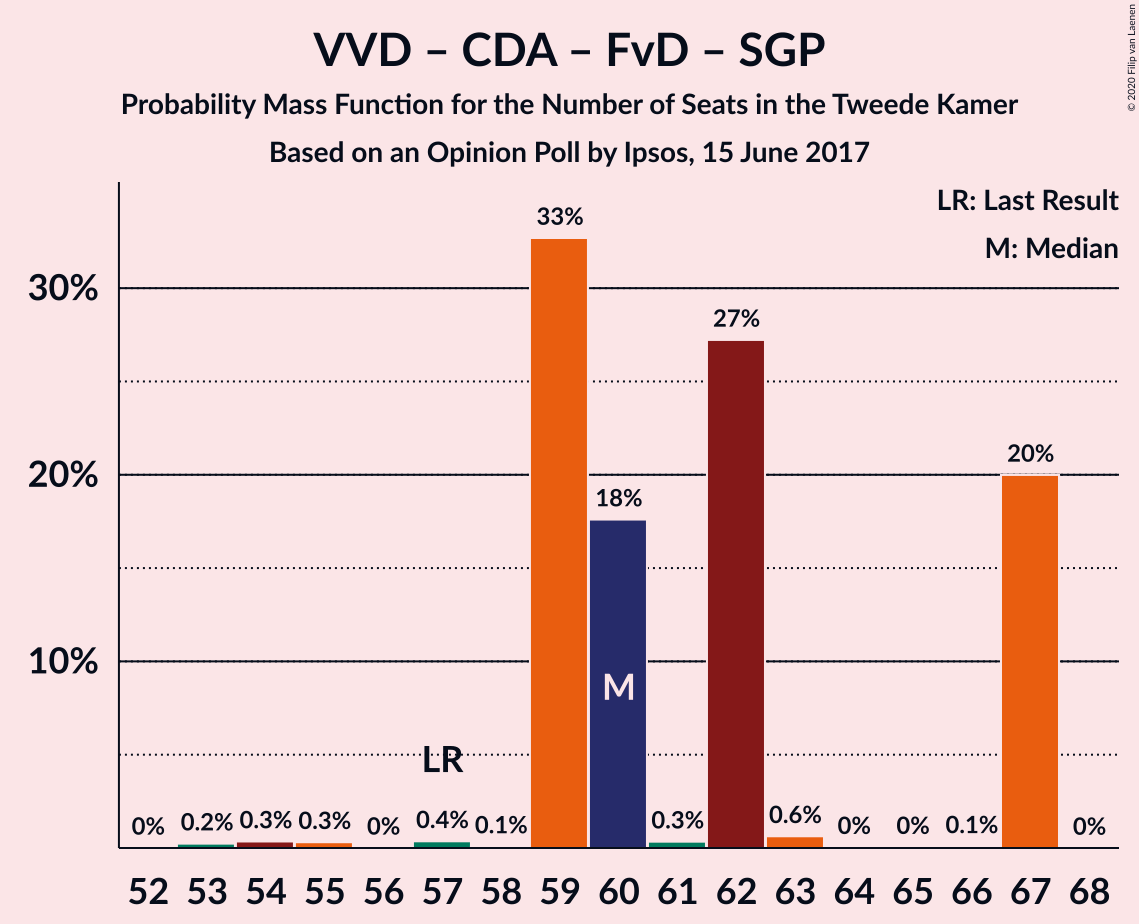 VVD – CDA – FvD – SGP
Probability Mass Function for the Number of Seats in the Tweede Kamer
Based on an Opinion Poll by Ipsos, 15 June 2017
© 2020 Filip van Laenen
LR: Last Result
M: Median
30%
20%
10%
0%
0.2%
0.3%
0.3%
0%
0.4%
0.1%
33%
18%
0.3%
27%
0.6%
0%
0%
0.1%
20%
0%
LR
M
52 53 54 55 56 57 58 59 60 61 62 63 64 65 66 67 68